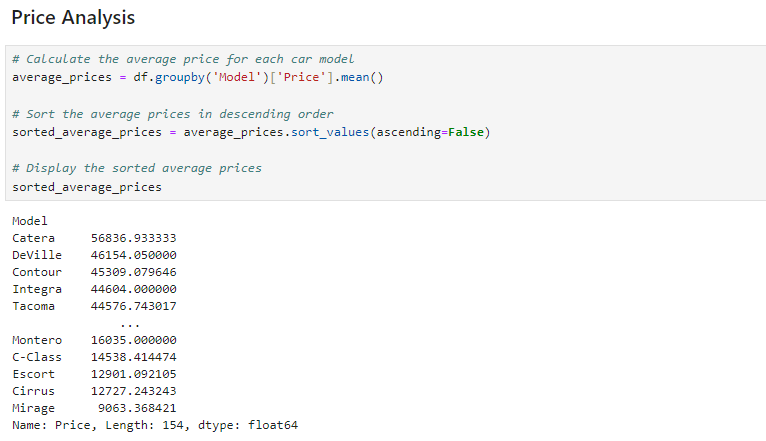 Price Analysis
# Calculate the average price for each car model
average_prices = df.groupby('Model')['Price'].mean()
# Sort the average prices in descending order
sorted_average_prices = average_prices.sort_values(ascending=False)
# Display the sorted average prices
sorted_average_prices
Model
Catera     56836.933333
DeVille    46154.050000
Contour    45309.079646
Integra    44604.000000
Tacoma     44576.743017
               ...
Montero    16035.000000
C-Class    14538.414474
Escort     12901.092105
Cirrus     12727.243243
Mirage      9063.368421
Name: Price, Length: 154, dtype: float64